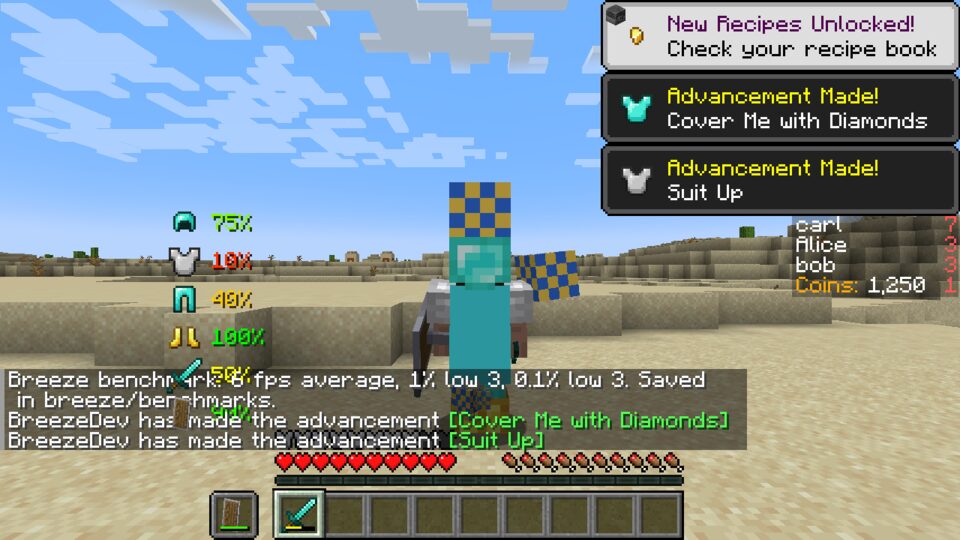 New Recipes Unlocked!
Check your recipe book
Advancement Made!
Cover Me with Diamonds
Advancement Made!
Suit Up
carl 7
Alice 3
bob 3
Coins: 1,250 1
75%
10%
40%
100%
50%
Breeze benchmark: 6 fps average, 1% low 3, 0.1% low 3. Saved
in breeze/benchmarks.
BreezeDev has made the advancement [Cover Me with Diamonds]
BreezeDev has made the advancement [Suit Up]